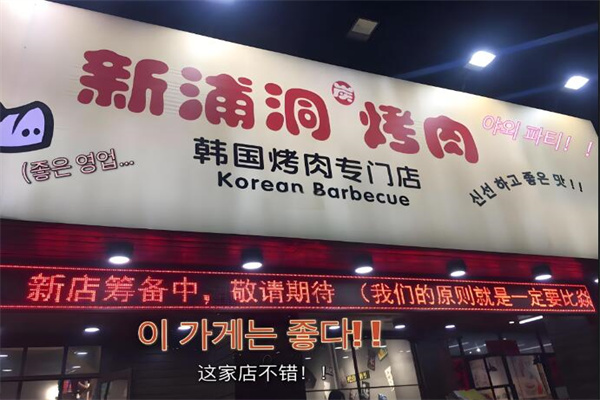 新浦洞炭烤肉
야외 파티！！
韩国烤肉专门店
(좋은 영업...
Korean Barbecue
신선하고 좋은 맛!!
新店筹备中，敬请期待 （我们的原则就是一定要比
이 가게는 좋다!!
这家店不错！！